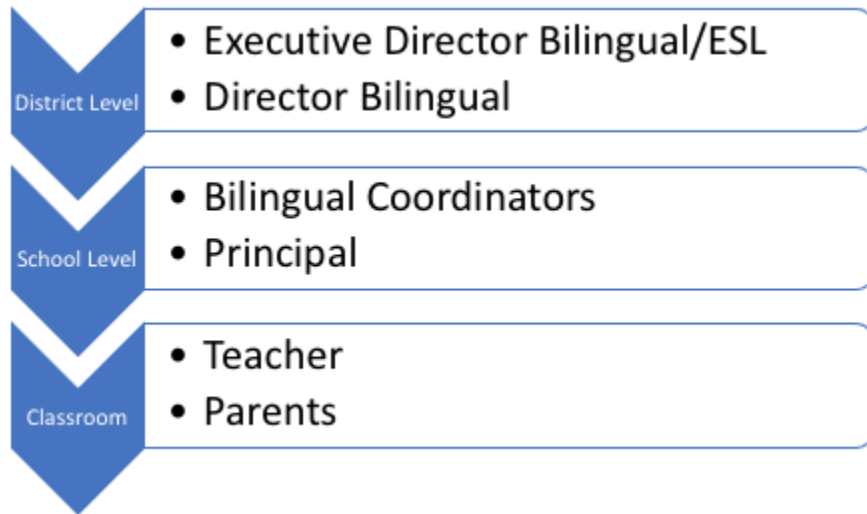 District Level
• Executive Director Bilingual/ESL
• Director Bilingual
School Level
• Bilingual Coordinators
• Principal
Classroom
• Teacher
• Parents